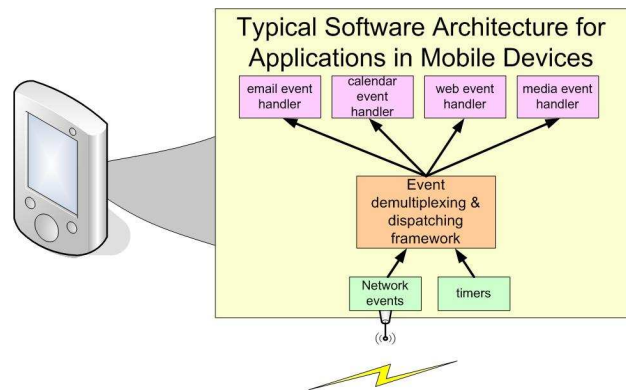 Typical Software Architecture for
Applications in Mobile Devices
email event
handler
calendar
event
handler
web event
handler
media event
handler
Event
demultiplexing &
dispatching
framework
Network
events
timers